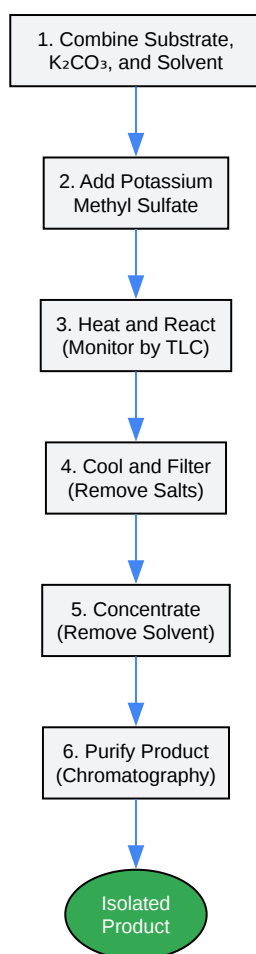 1. Combine Substrate,
K₂CO₃, and Solvent
2. Add Potassium
Methyl Sulfate
3. Heat and React
(Monitor by TLC)
4. Cool and Filter
(Remove Salts)
5. Concentrate
(Remove Solvent)
6. Purify Product
(Chromatography)
Isolated
Product